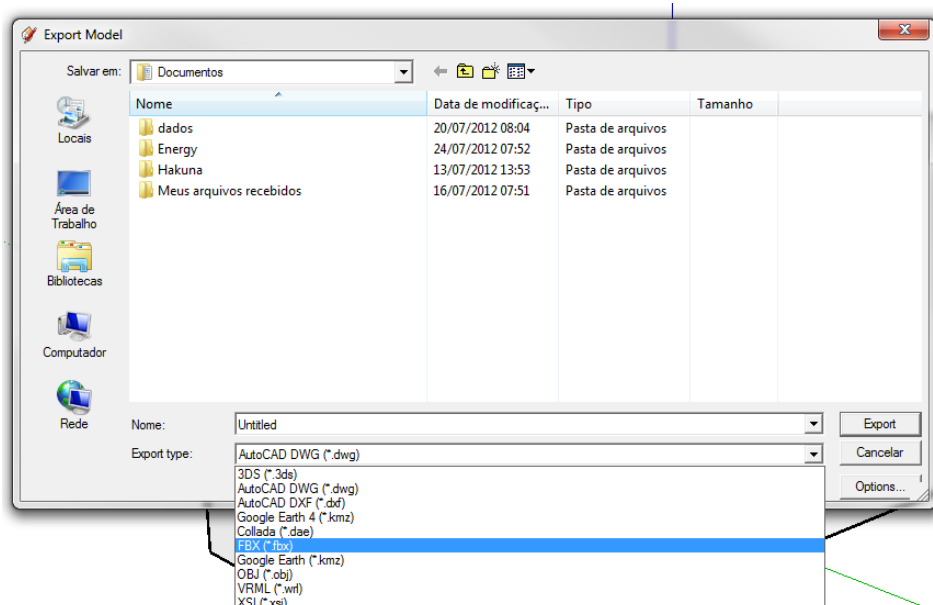 Export Model
Salvar em: Documentos
Nome Data de modificaç... Tipo Tamanho
dados 20/07/2012 08:04 Pasta de arquivos
Energy 24/07/2012 07:52 Pasta de arquivos
Hakuna 13/07/2012 13:53 Pasta de arquivos
Meus arquivos recebidos 16/07/2012 07:51 Pasta de arquivos
Locais
Área de
Trabalho
Bibliotecas
Computador
Rede
Nome: Untitled Export
Export type: AutoCAD DWG (*.dwg) Cancelar
Options...
3DS (*.3ds)
AutoCAD DWG (*.dwg)
AutoCAD DXF (*.dxf)
Google Earth 4 (*.kmz)
Collada (*.dae)
FBX (*.fbx)
Google Earth (*.kmz)
OBJ (*.obj)
VRML (*.wrl)
XSI (*.xsi)